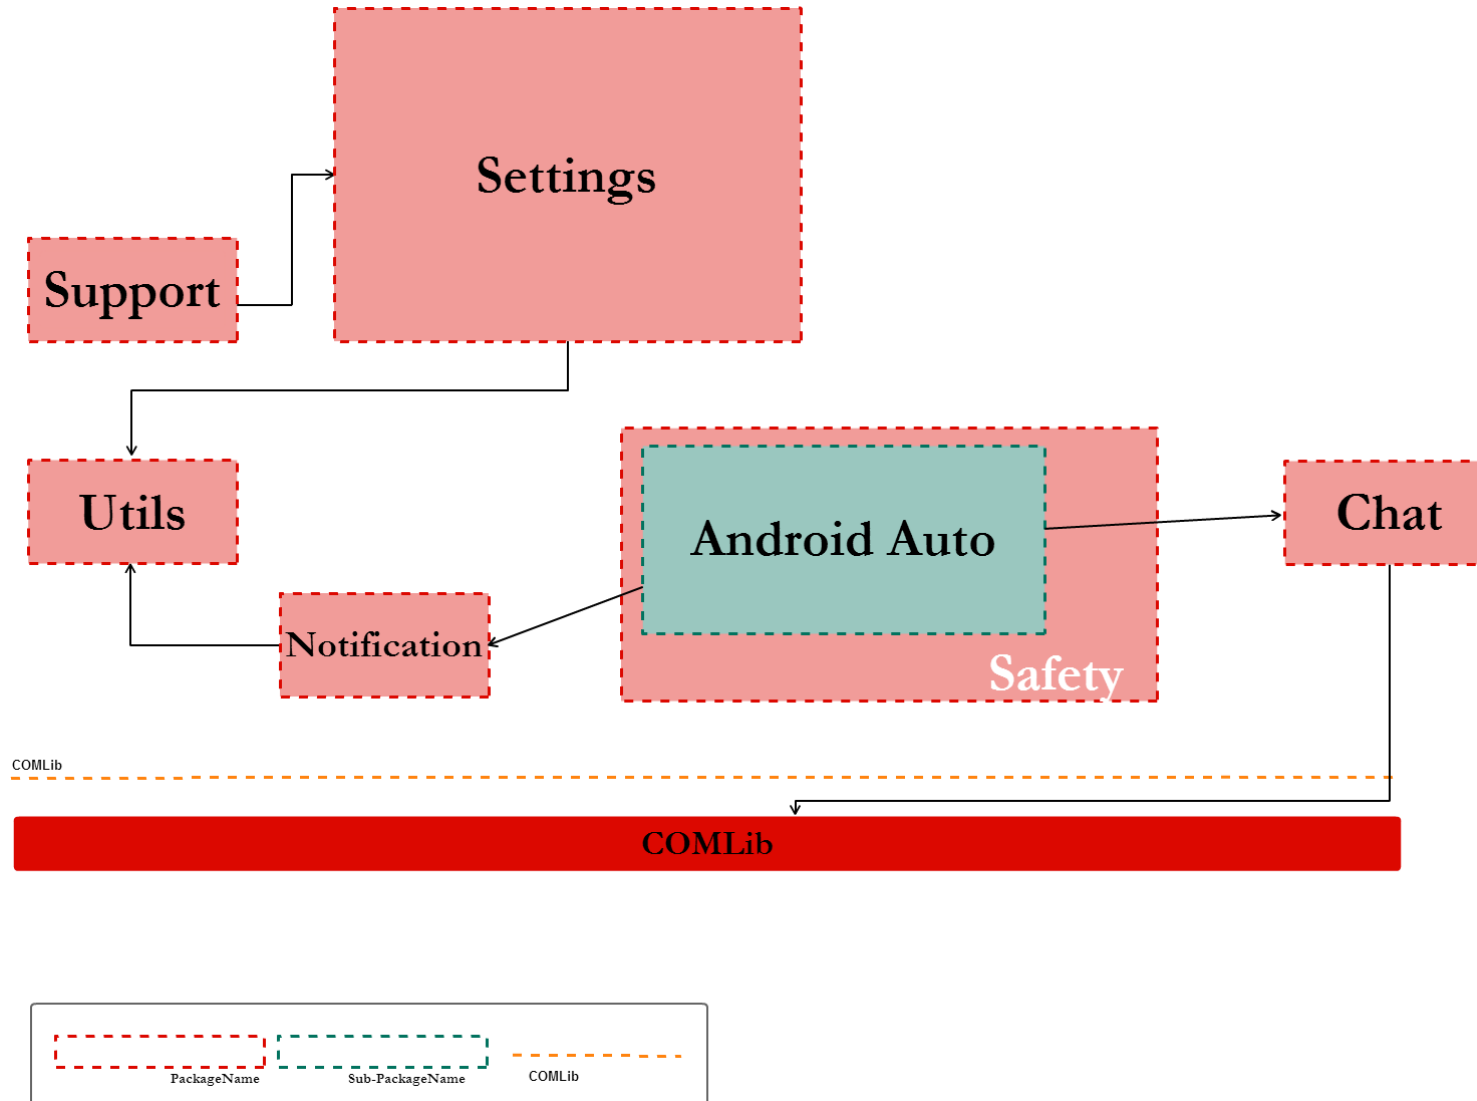 Settings
Support
Utils
Android Auto
Chat
Notification
Safety
COMLib
COMLib
PackageName
Sub-PackageName
COMLib